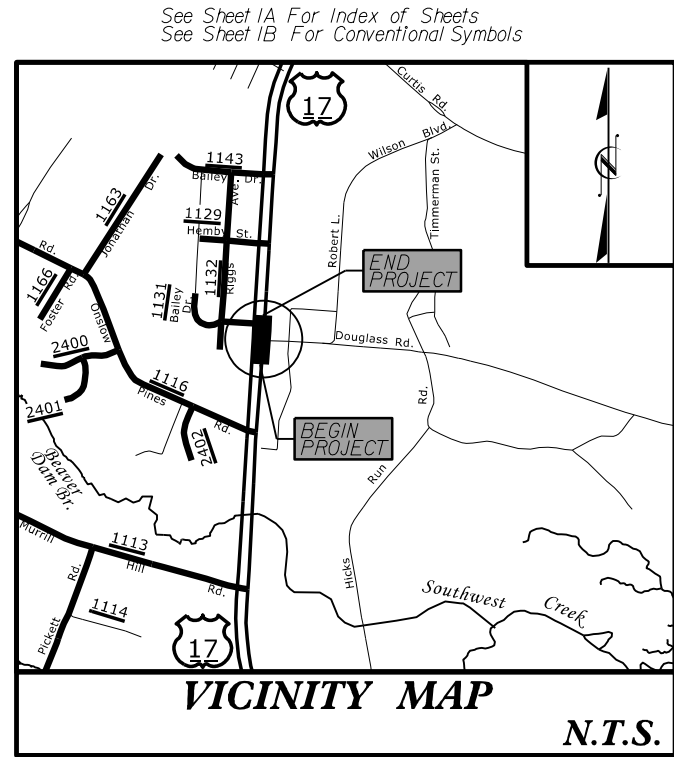 See Sheet 1A For Index of Sheets
See Sheet 1B For Conventional Symbols
17
Curtis Rd.
Wilson Blvd.
Robert L.
Timmerman St.
N
1143
Bailey Dr.
Ave.
1129
Hemby St.
1163
Jonathan Dr.
Rd.
1166
Foster Rd.
Onslow
1131
Bailey
Dr.
1132
Riggs
END
PROJECT
Douglass Rd.
2400
2401
1116
Pines Rd.
2402
BEGIN
PROJECT
Rd.
Run
Hicks
Beaver
Dam Br.
Murrill
1113
Hill
Rd.
Pickett Rd.
1114
Southwest Creek
17
VICINITY MAP
N.T.S.